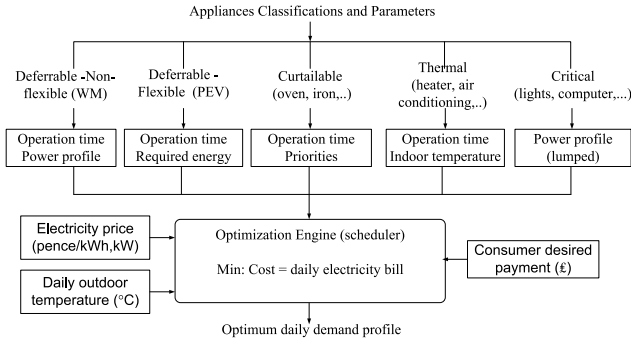 Appliances Classifications and Parameters
Deferrable -Non-
flexible (WM)
Deferrable -
Flexible (PEV)
Curtailable
(oven, iron,..)
Thermal
(heater, air
conditioning,..)
Critical
(lights, computer,...)
Operation time
Power profile
Operation time
Required energy
Operation time
Priorities
Operation time
Indoor temperature
Power profile
(lumped)
Electricity price
(pence/kWh,kW)
Daily outdoor
temperature (°C)
Optimization Engine (scheduler)
Min: Cost = daily electricity bill
Consumer desired
payment (£)
Optimum daily demand profile